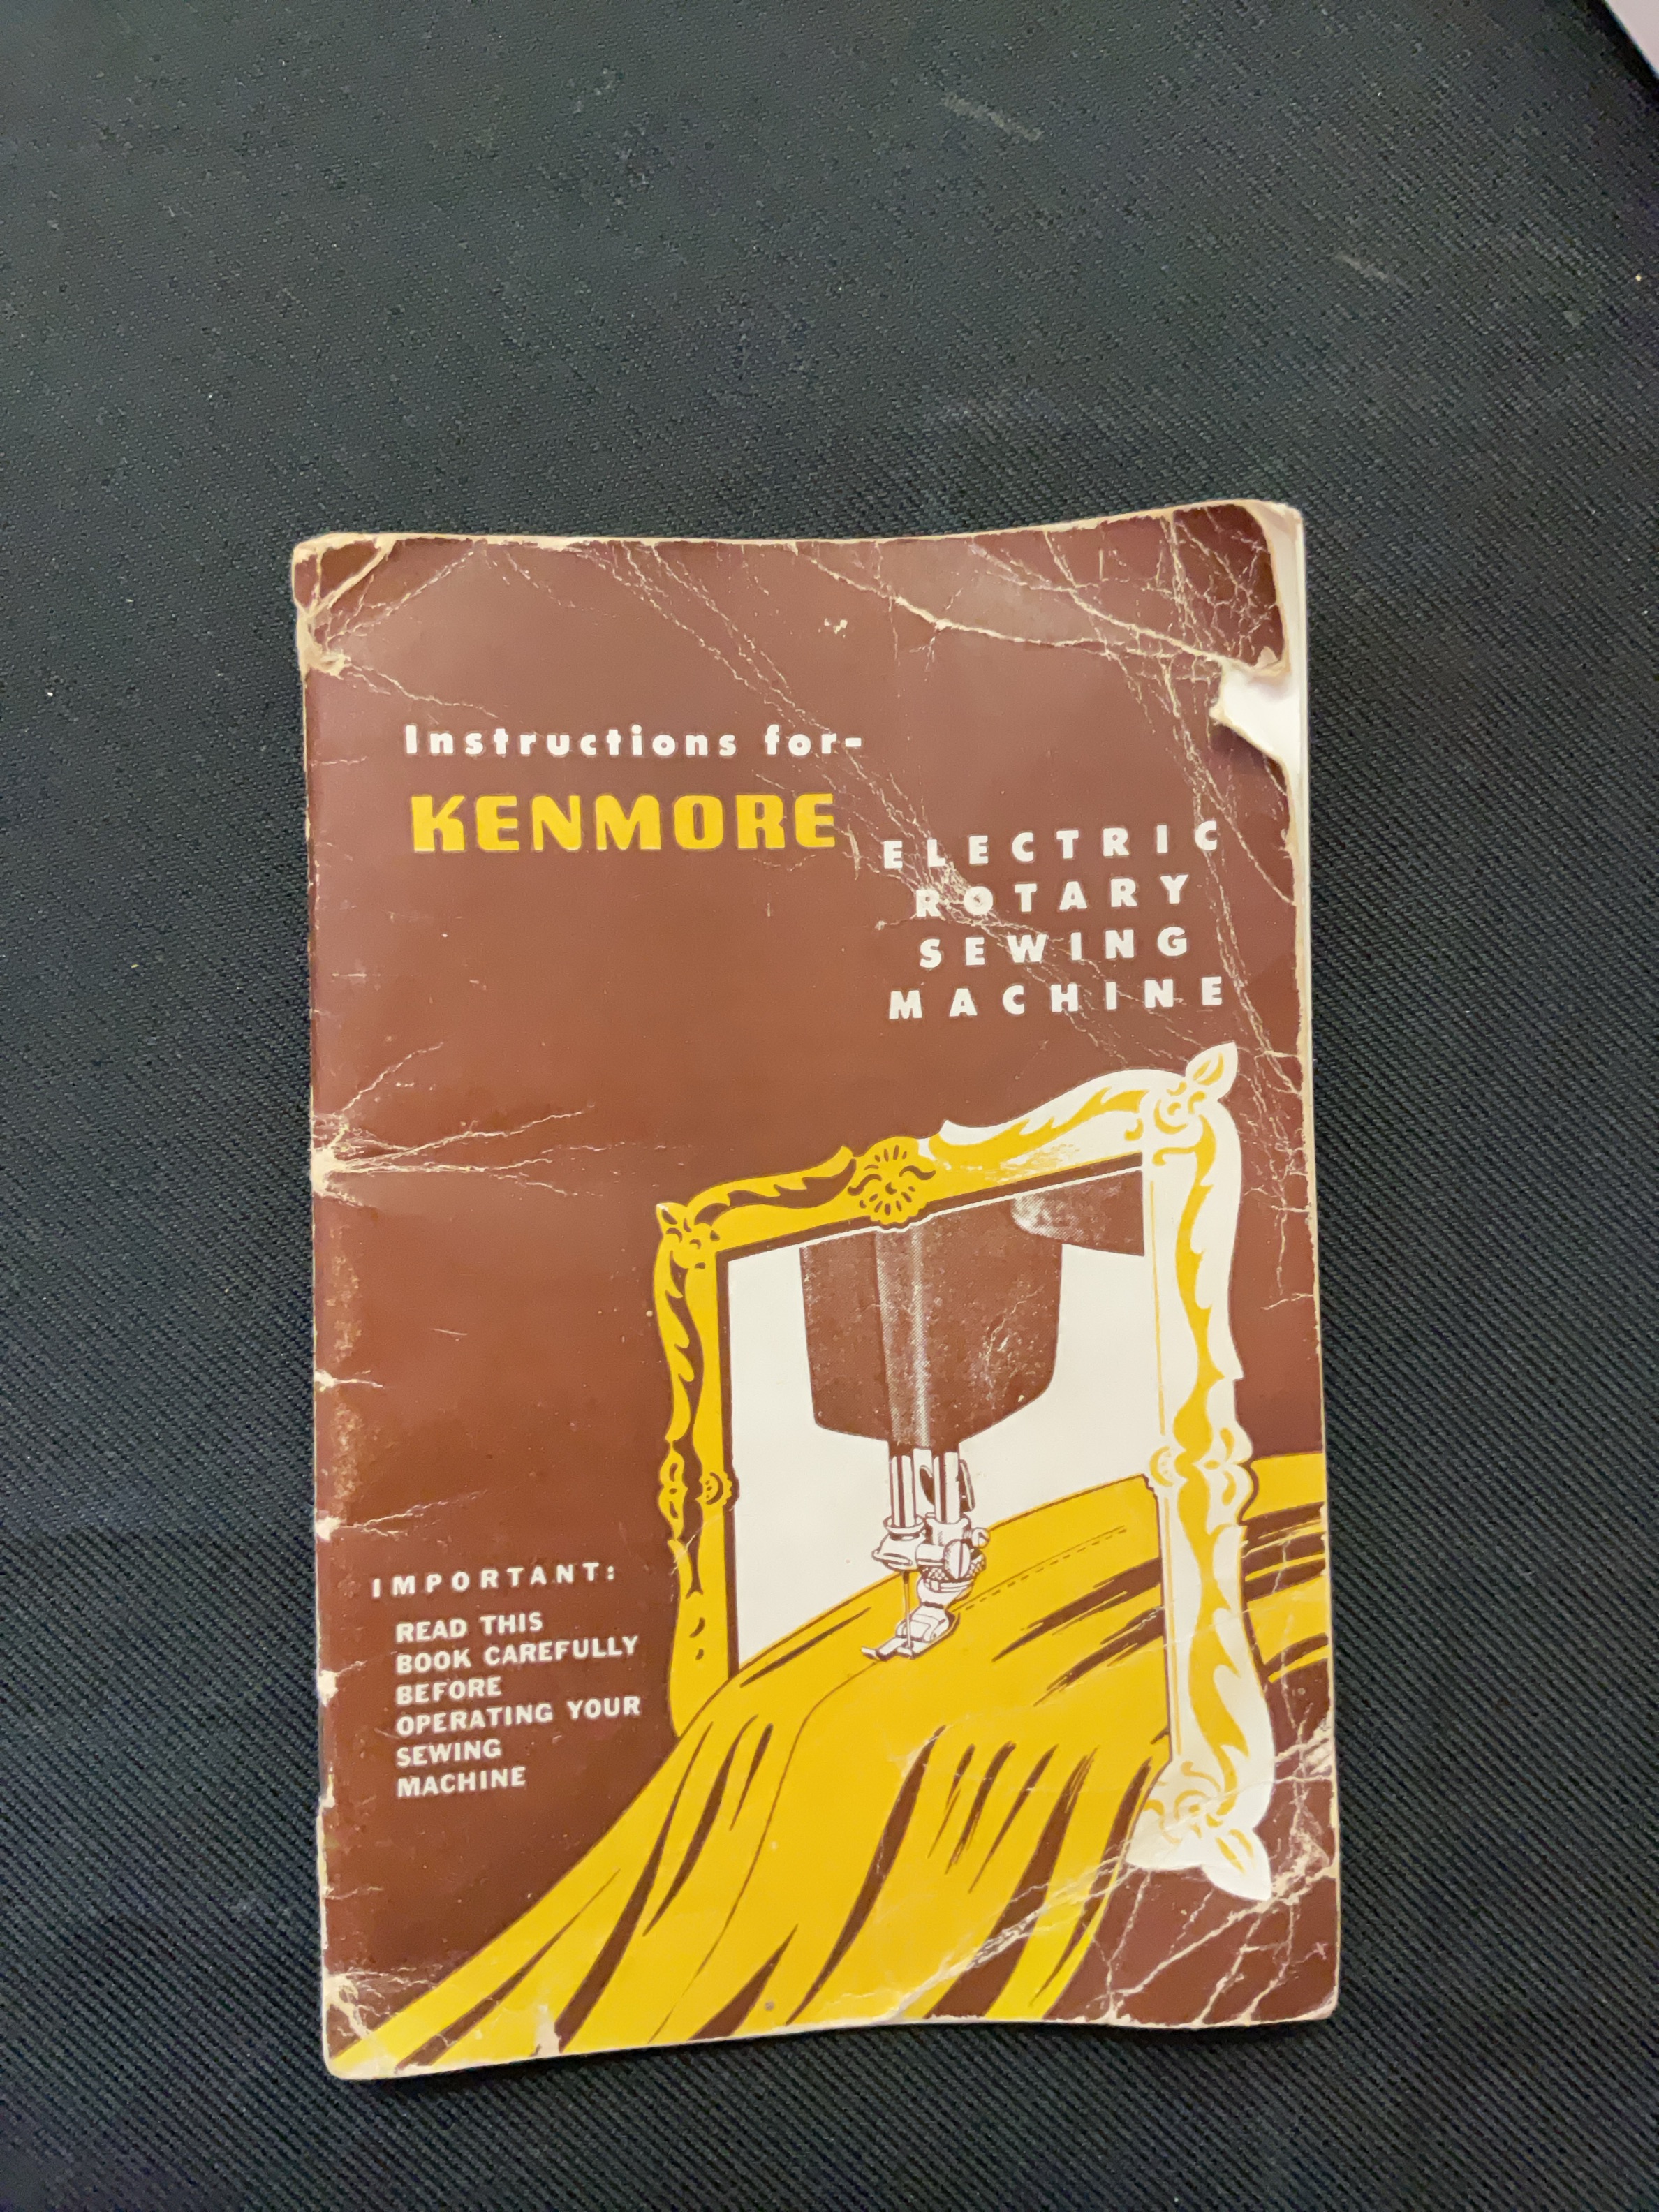 Instructions for-
KENMORE
ELECTRIC
ROTARY
SEWING
MACHINE
IMPORTANT:
READ THIS
BOOK CAREFULLY
BEFORE
OPERATING YOUR
SEWING
MACHINE